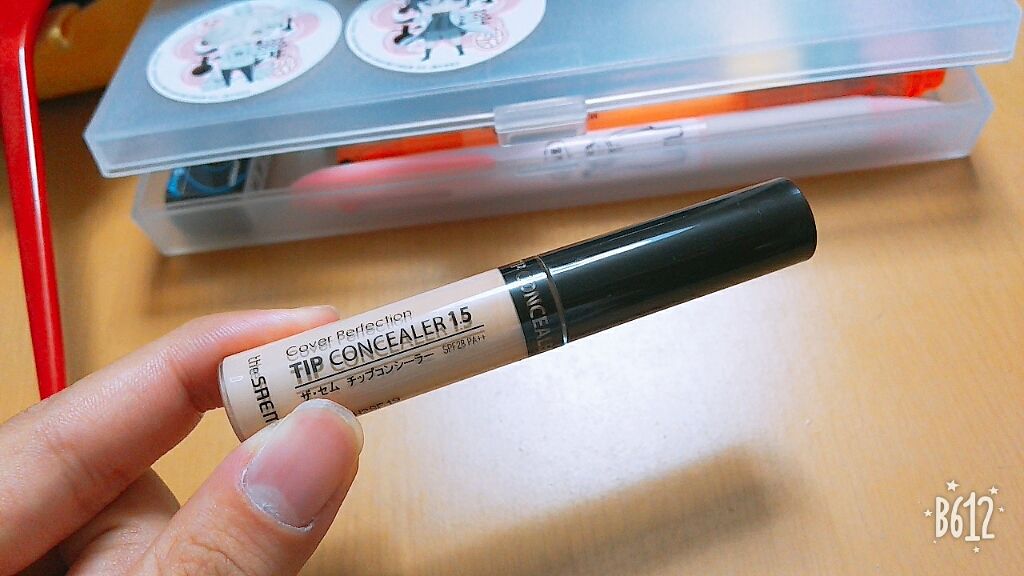 Cover Perfection
TIP CONCEALER 1.5
ザ・セム チップコンシーラー SPF28 PA++
the SAEM
CONCEAL
B612